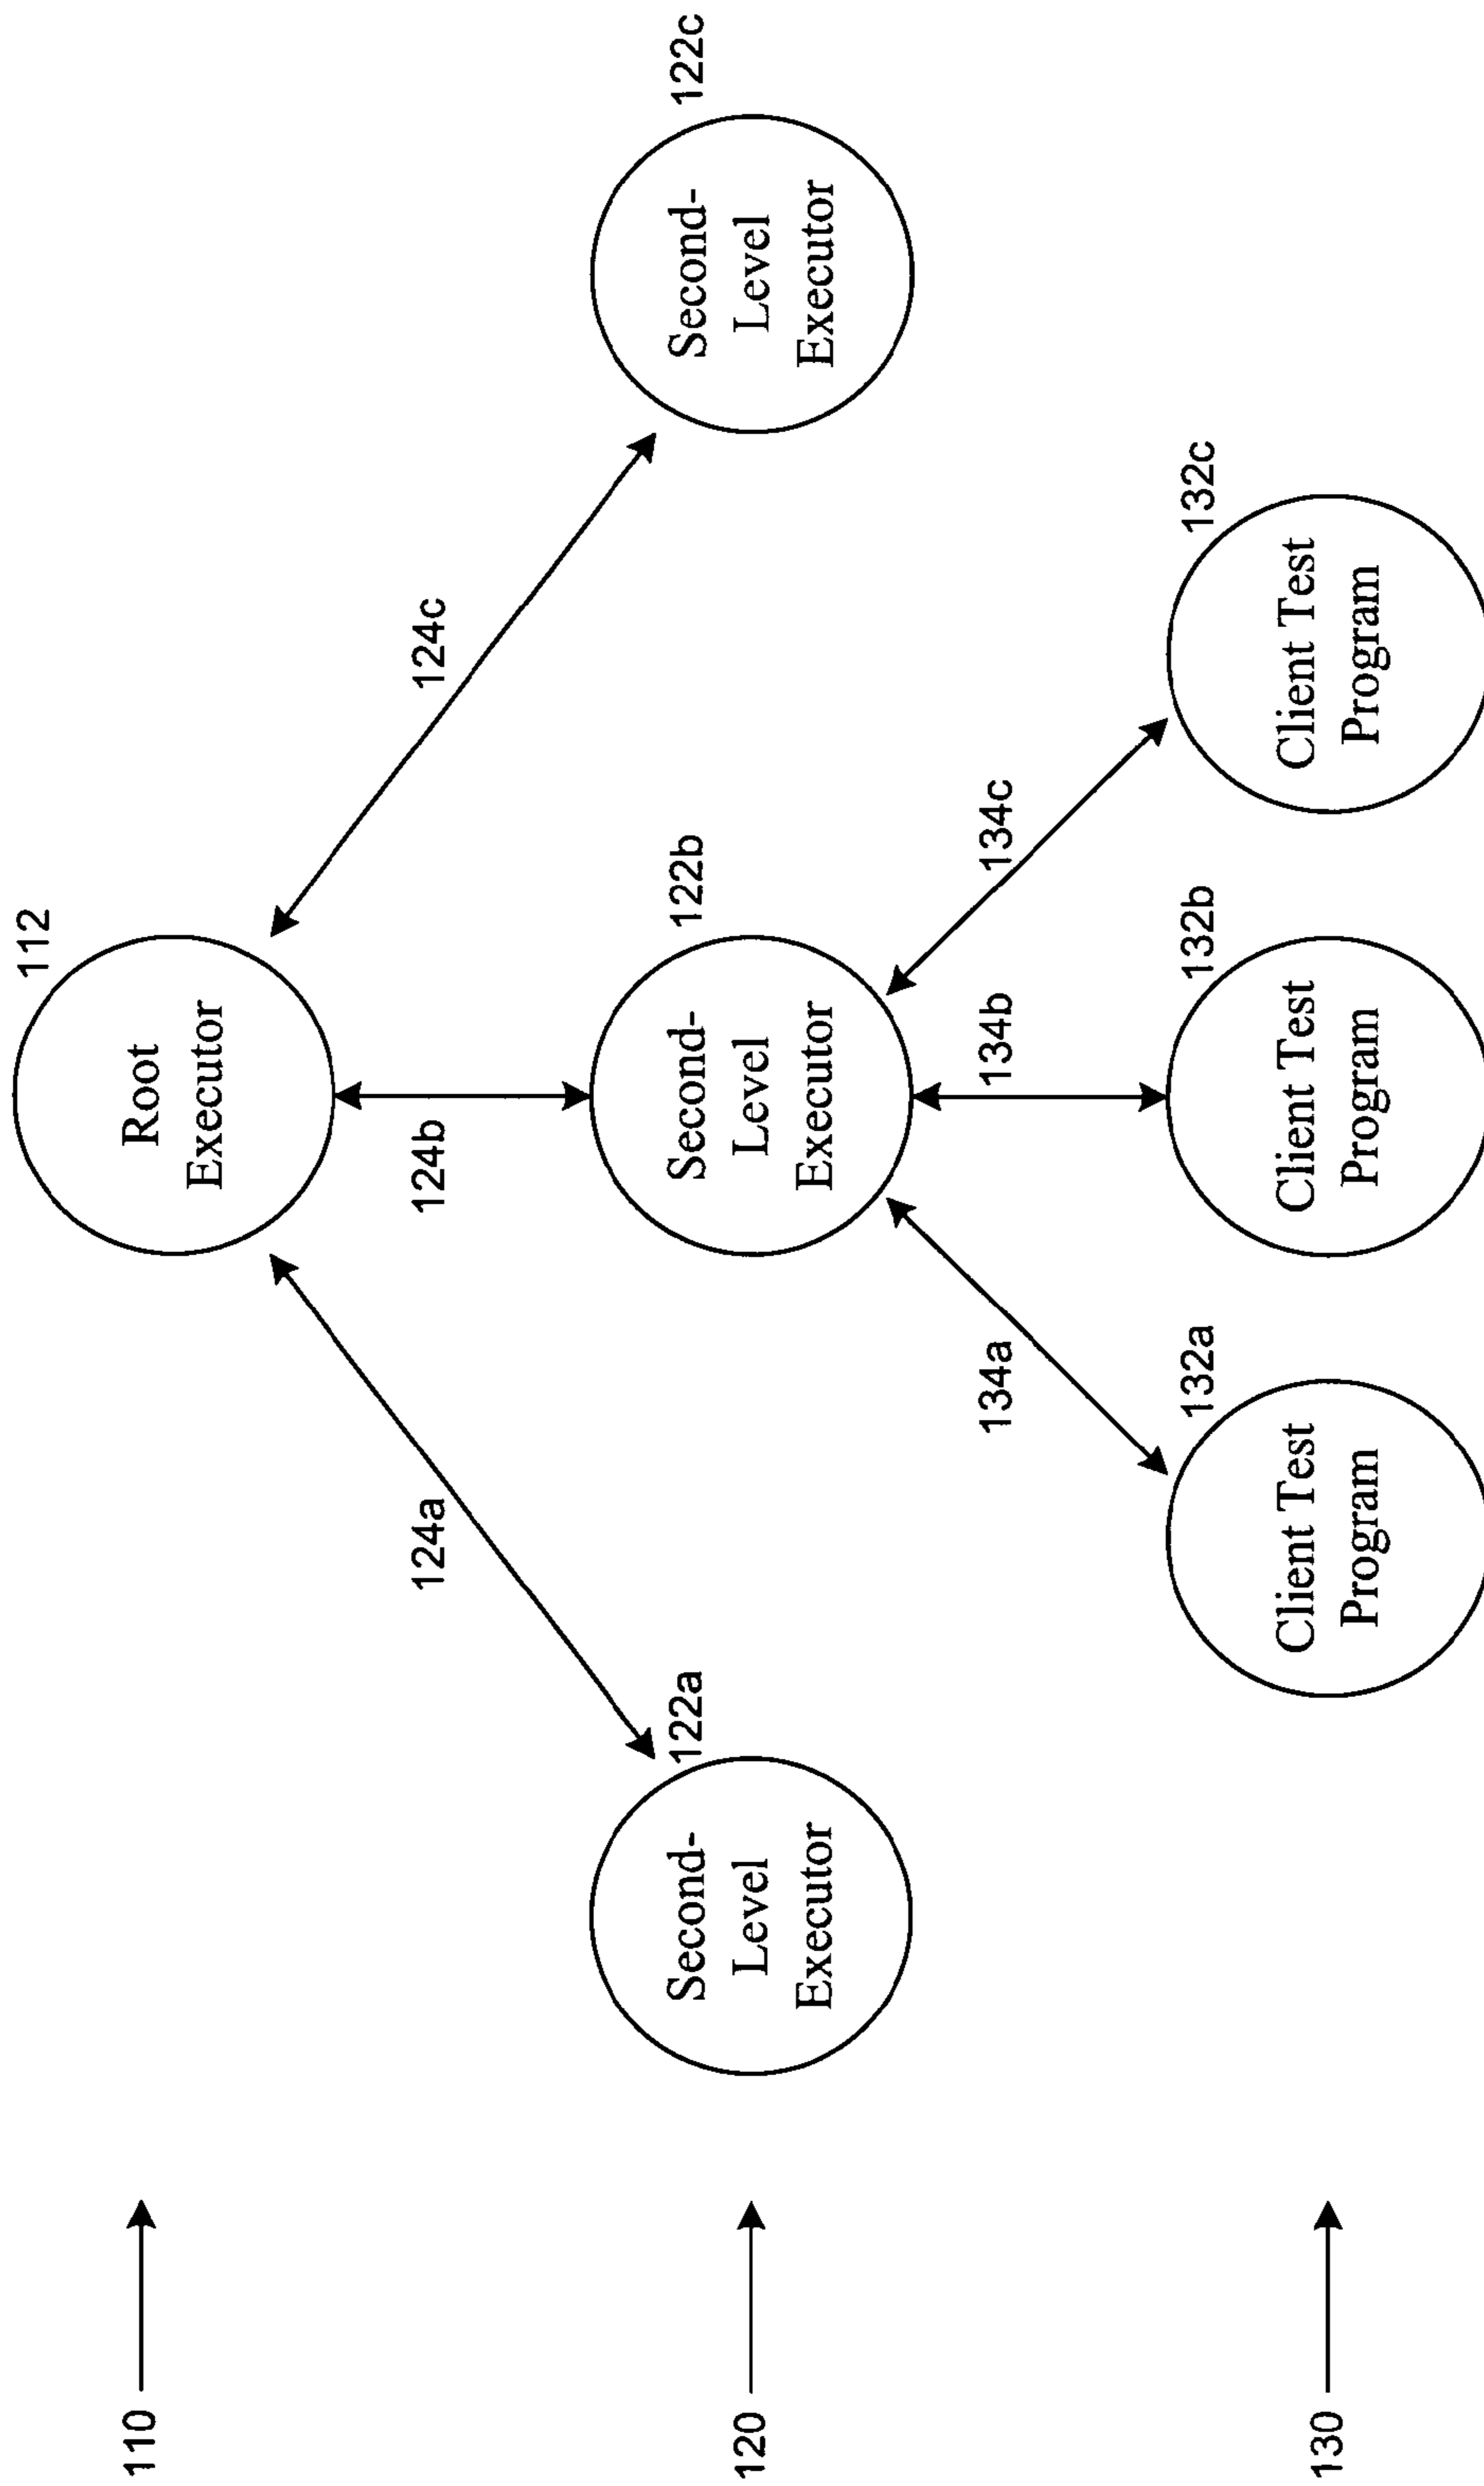 112
Root
Executor
110
124a
124b
124c
122a
122b
122c
Second-
Level
Executor
Second-
Level
Executor
Second-
Level
Executor
120
134a
134b
134c
132a
132b
132c
Client Test
Program
Client Test
Program
Client Test
Program
130